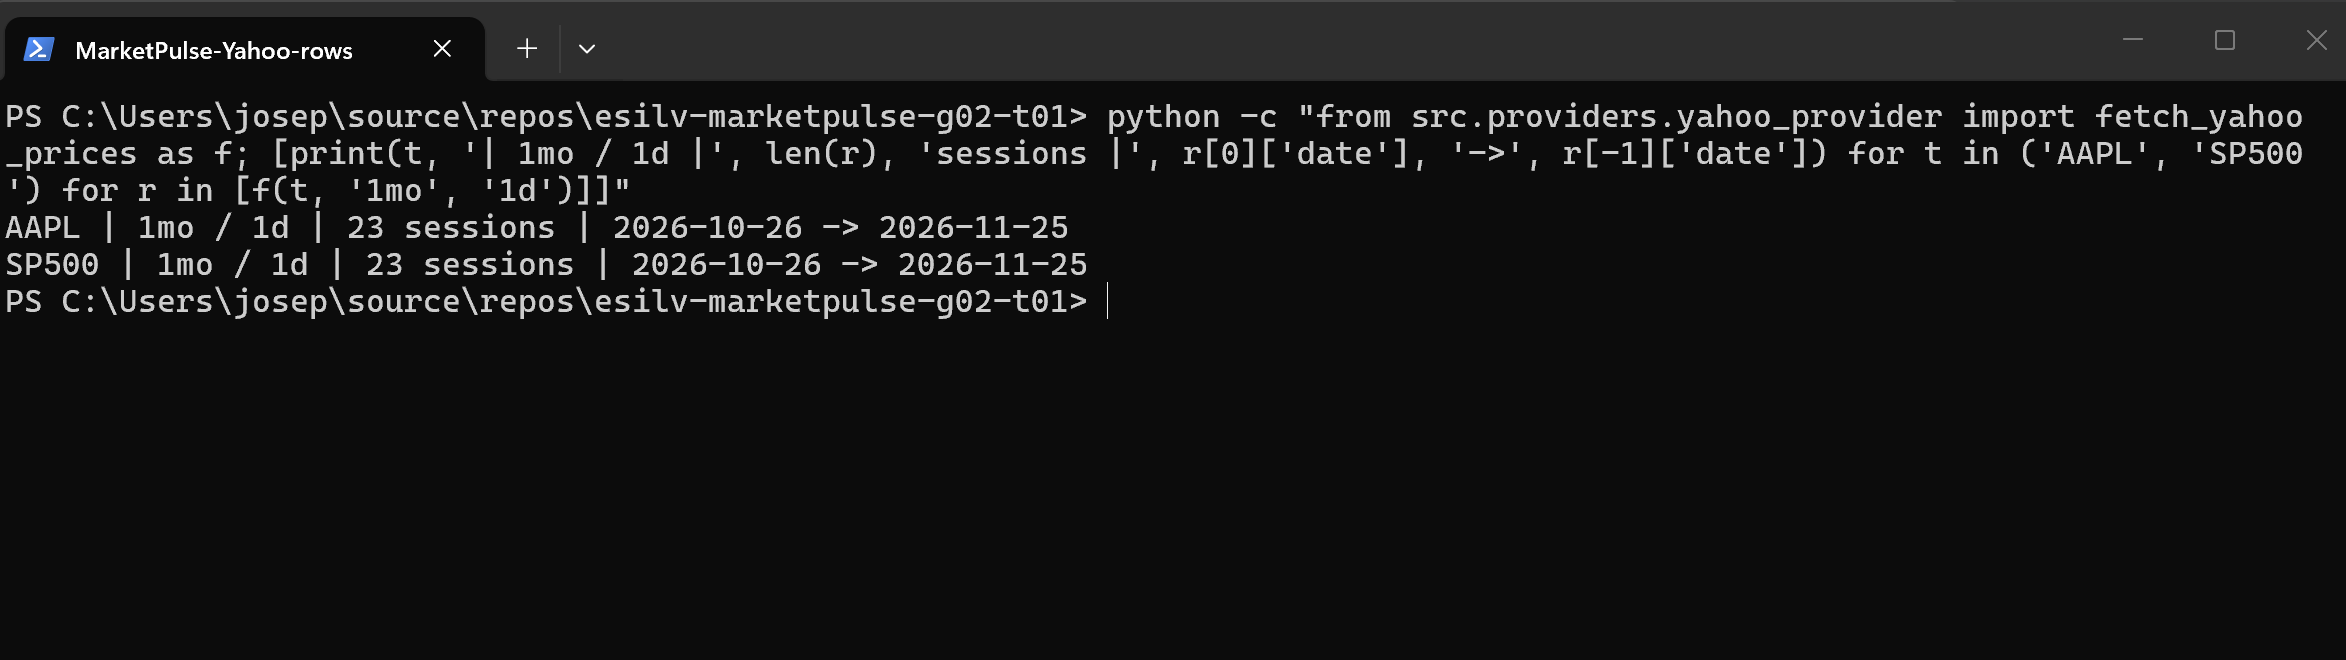 MarketPulse-Yahoo-rows
PS C:\Users\josep\source\repos\esilv-marketpulse-g02-t01> python -c "from src.providers.yahoo_provider import fetch_yahoo
_prices as f; [print(t, '| 1mo / 1d |', len(r), 'sessions |', r[0]['date'], '->', r[-1]['date']) for t in ('AAPL', 'SP500
') for r in [f(t, '1mo', '1d')]]"
AAPL | 1mo / 1d | 23 sessions | 2026-10-26 -> 2026-11-25
SP500 | 1mo / 1d | 23 sessions | 2026-10-26 -> 2026-11-25
PS C:\Users\josep\source\repos\esilv-marketpulse-g02-t01>